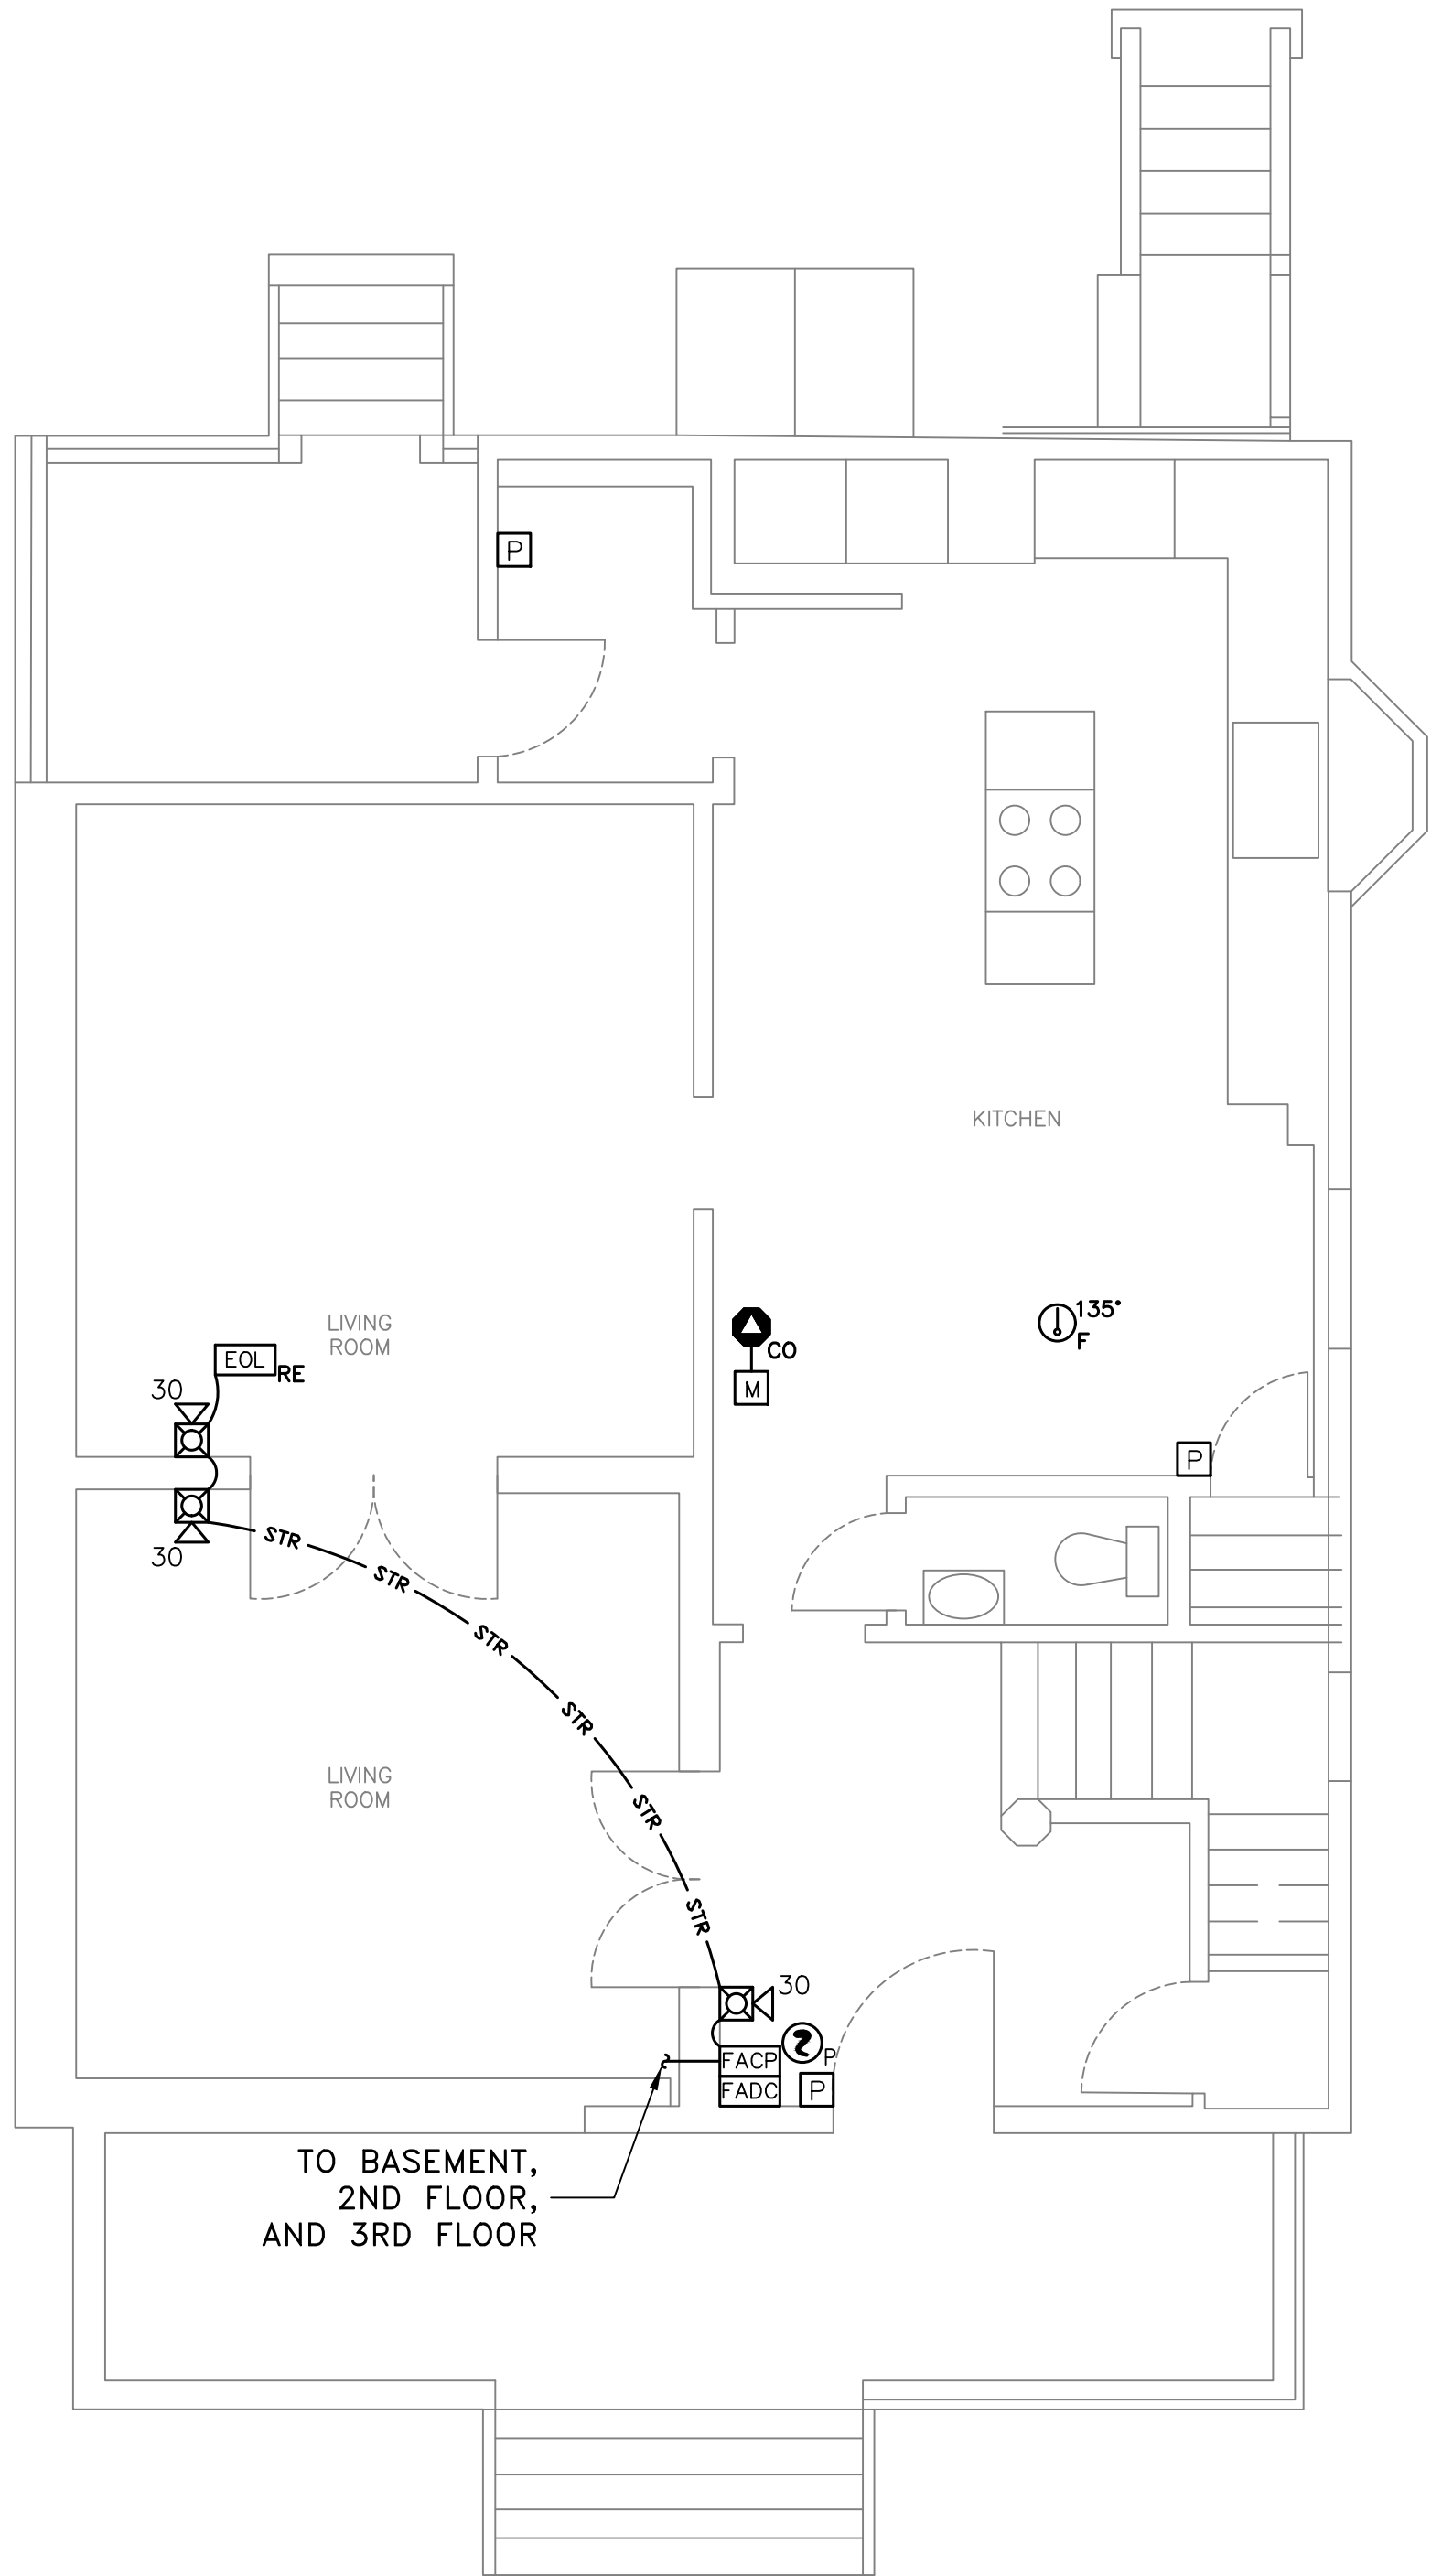 P
KITCHEN
LIVING
ROOM
135°
F
CO
M
EOL
RE
30
P
30
STR
STR
STR
STR
STR
STR
LIVING
ROOM
30
FACP
P
FADC
P
TO BASEMENT,
2ND FLOOR,
AND 3RD FLOOR